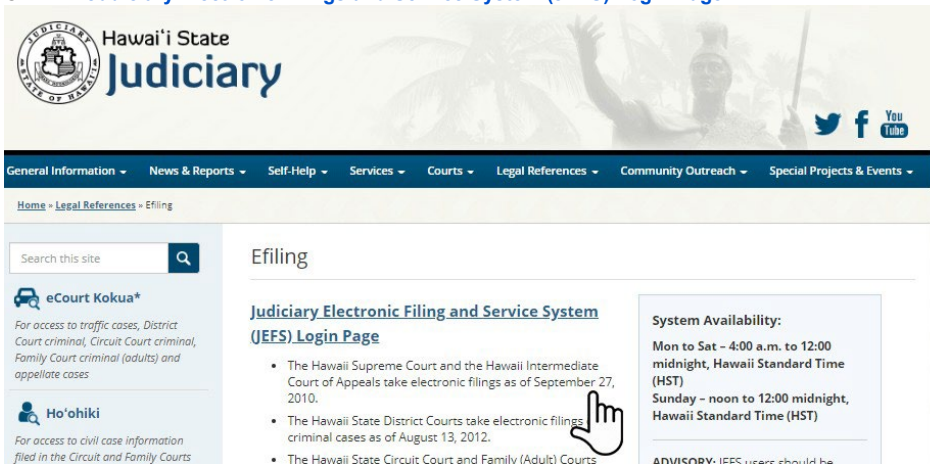 Hawaiʻi State
Judiciary
You
Tube
General Information
News & Reports
Self-Help
Services
Courts
Legal References
Community Outreach
Special Projects & Events
Home » Legal References » Efiling
Search this site
eCourt Kokua*
For access to traffic cases, District
Court criminal, Circuit Court criminal,
Family Court criminal (adults) and
appellate cases
Hoʻohiki
For access to civil case information
filed in the Circuit and Family Courts
Efiling
Judiciary Electronic Filing and Service System
(JEFS) Login Page
• The Hawaii Supreme Court and the Hawaii Intermediate
Court of Appeals take electronic filings as of September 27,
2010.
• The Hawaii State District Courts take electronic filings
criminal cases as of August 13, 2012.
• The Hawaii State Circuit Court and Family (Adult) Courts
System Availability:
Mon to Sat – 4:00 a.m. to 12:00
midnight, Hawaii Standard Time
(HST)
Sunday – noon to 12:00 midnight,
Hawaii Standard Time (HST)
ADVISORY: JEFS users should be